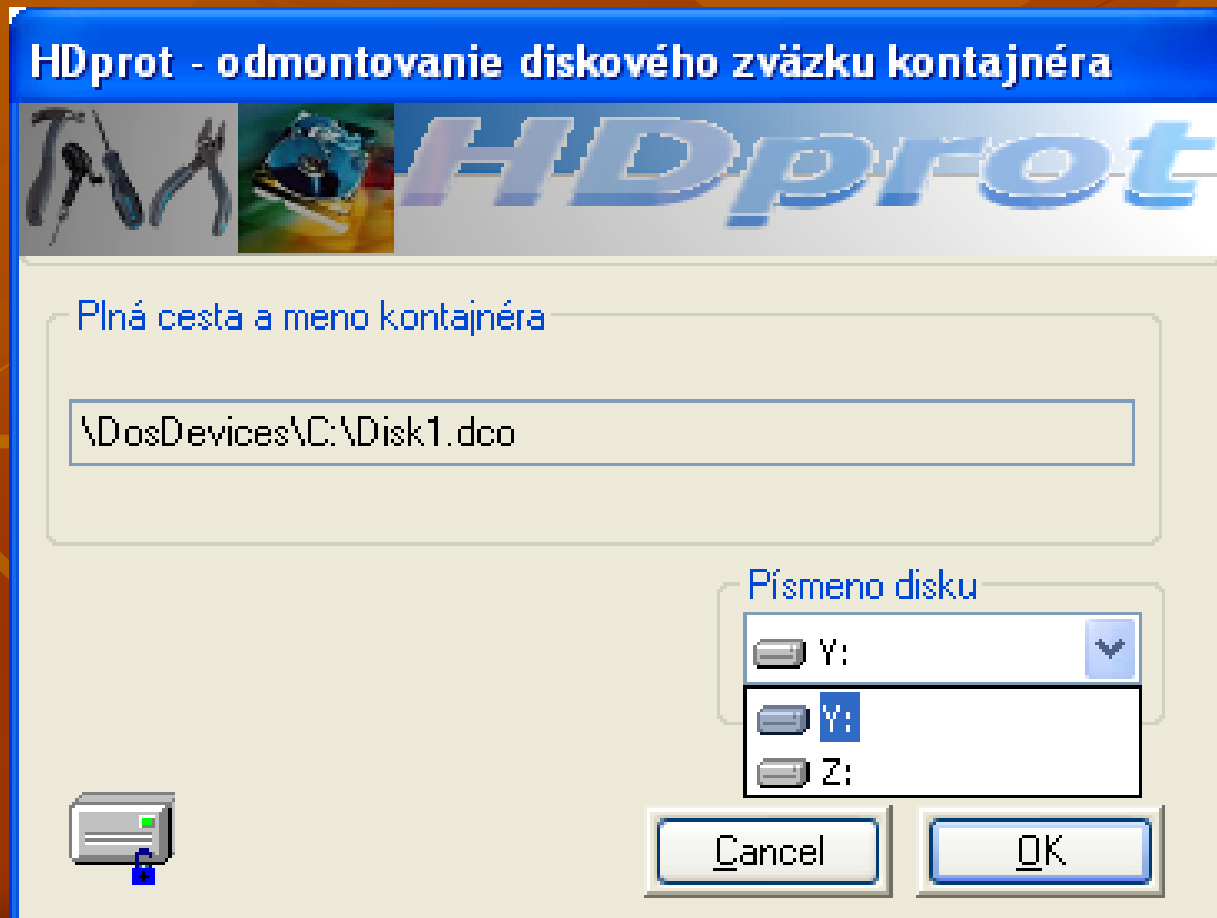 HDprot - odmontovanie diskového zväzku kontajnéra
HDprot
Plná cesta a meno kontajnéra
\DosDevices\C:\Disk1.dco
Písmeno disku
Y:
Y:
Z:
Cancel
OK